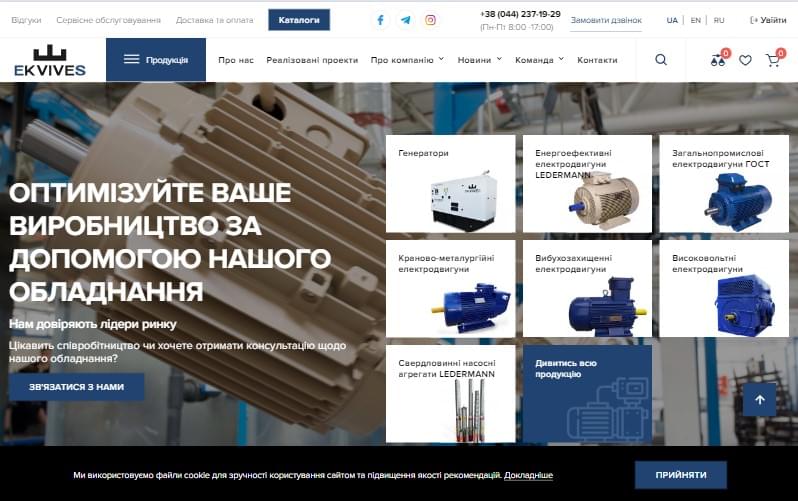 Відгуки Сервісне обслуговування Доставка та оплата Каталоги +38 (044) 237-19-29 Замовити дзвінок UA EN RU Увійти
(Пн-Пт 8:00 -17:00)
EKVIVES Продукція Про нас Реалізовані проекти Про компанію Новини Команда Контакти 0 0
ОПТИМІЗУЙТЕ ВАШЕ
ВИРОБНИЦТВО ЗА
ДОПОМОГОЮ НАШОГО
ОБЛАДНАННЯ
Нам довіряють лідери ринку
Цікавить співробітництво чи хочете отримати консультацію щодо
нашого обладнання?
ЗВ'ЯЗАТИСЯ З НАМИ
Генератори
Енергоефективні
електродвигуни
LEDERMANN
Загальнопромислові
електродвигуни ГОСТ
Краново-металургійні
електродвигуни
Вибухозахищенні
електродвигуни
Високовольтні
електродвигуни
Свердловинні насосні
агрегати LEDERMANN
Дивитись всю
продукцію
Ми використовуємо файли cookie для зручності користування сайтом та підвищення якості рекомендацій. Докладніше
ПРИЙНЯТИ